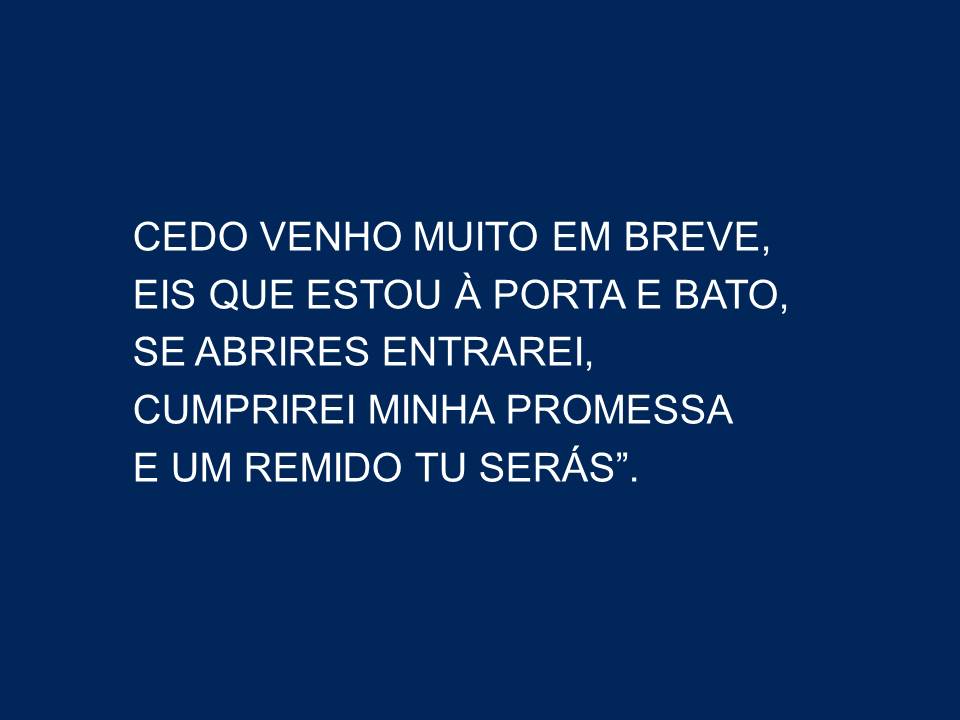 CEDO VENHO MUITO EM BREVE,
EIS QUE ESTOU À PORTA E BATO,
SE ABRIRES ENTRAREI,
CUMPRIREI MINHA PROMESSA
E UM REMIDO TU SERÁS”.